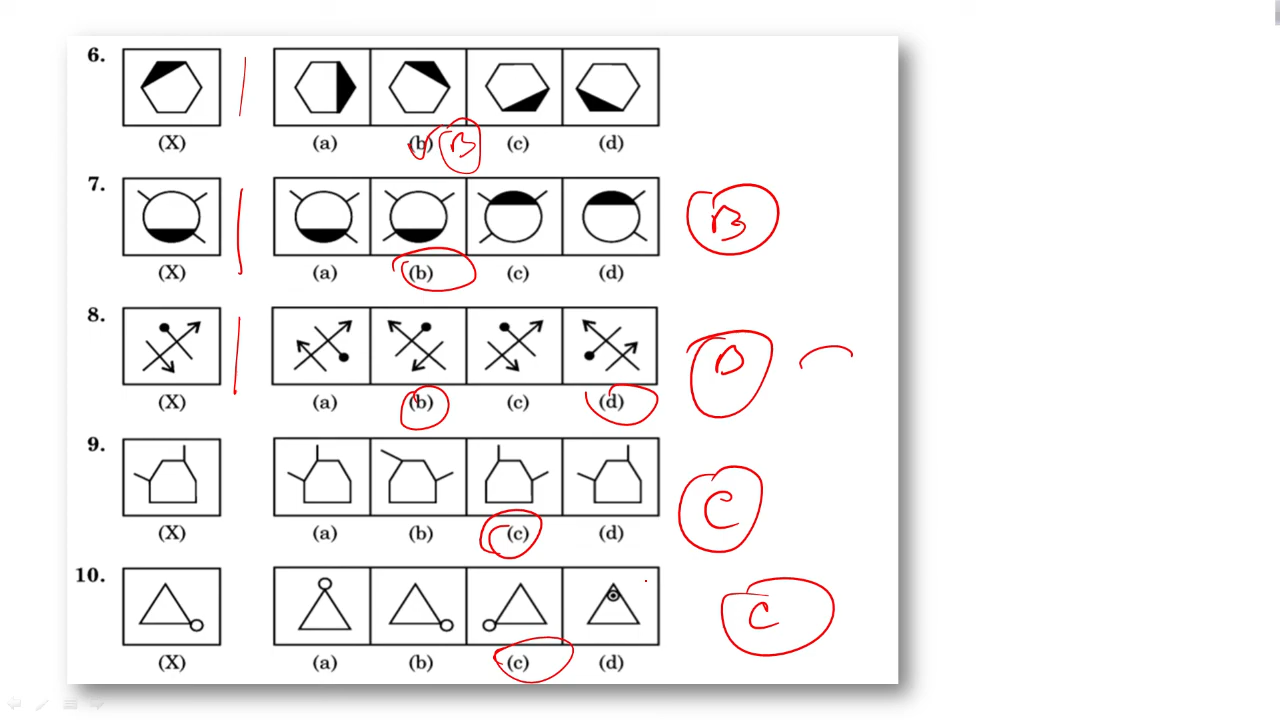 6.
(X) (a) (b) B (c) (d)
7.
B
(X) (a) (b) (c) (d)
8.
D
(X) (a) (b) (c) (d)
9.
C
(X) (a) (b) (c) (d)
10.
C
(X) (a) (b) (c) (d)